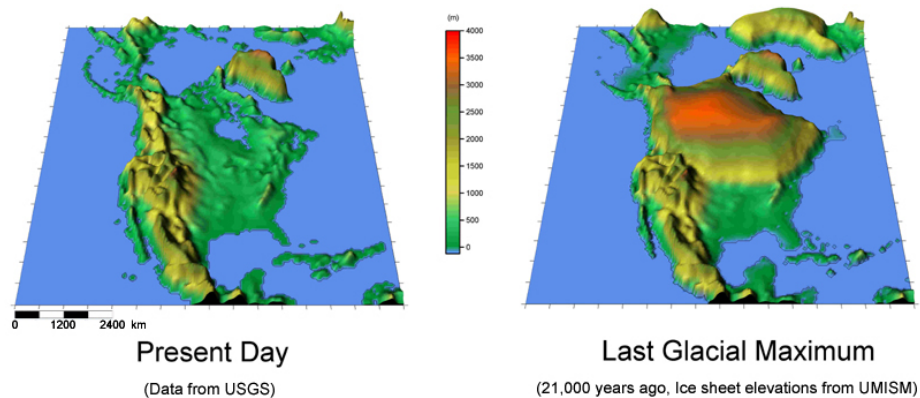 (m)
4000
3500
3000
2500
2000
1500
1000
500
0
0 1200 2400 km
Present Day
(Data from USGS)
Last Glacial Maximum
(21,000 years ago, Ice sheet elevations from UMISM)